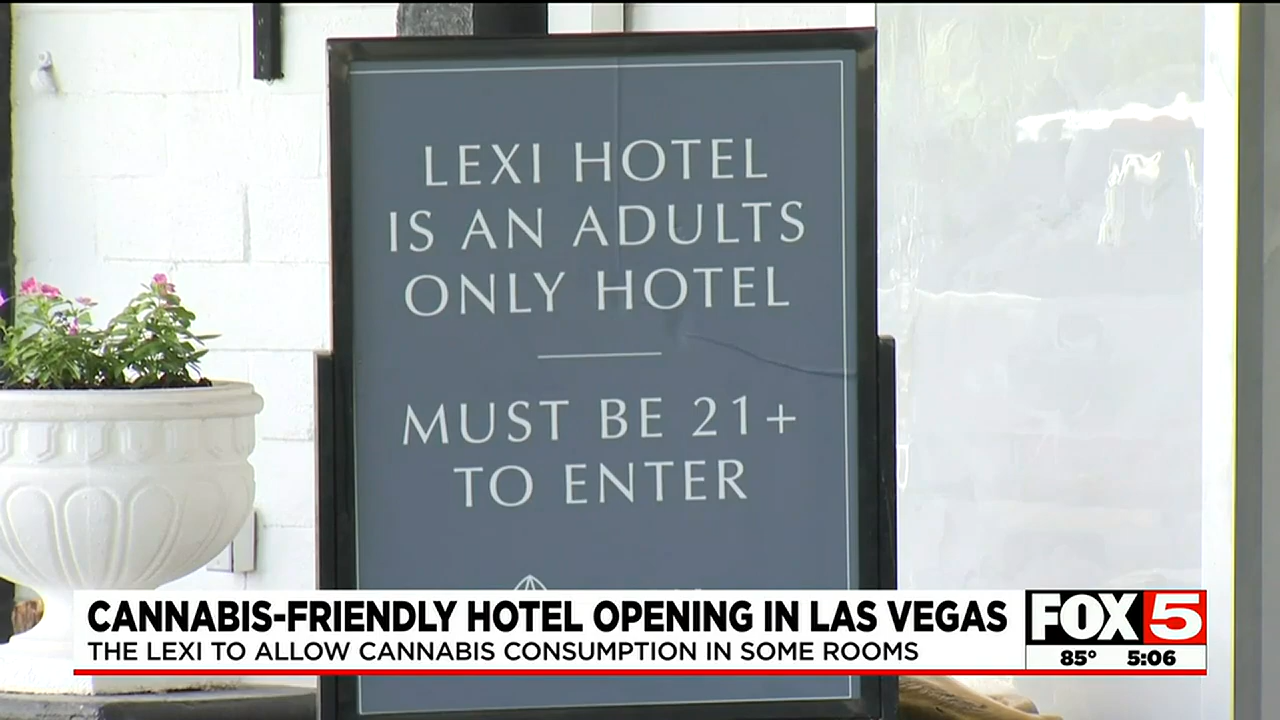 LEXI HOTEL
IS AN ADULTS
ONLY HOTEL
MUST BE 21+
TO ENTER
CANNABIS-FRIENDLY HOTEL OPENING IN LAS VEGAS
THE LEXI TO ALLOW CANNABIS CONSUMPTION IN SOME ROOMS
FOX 5
85° 5:06